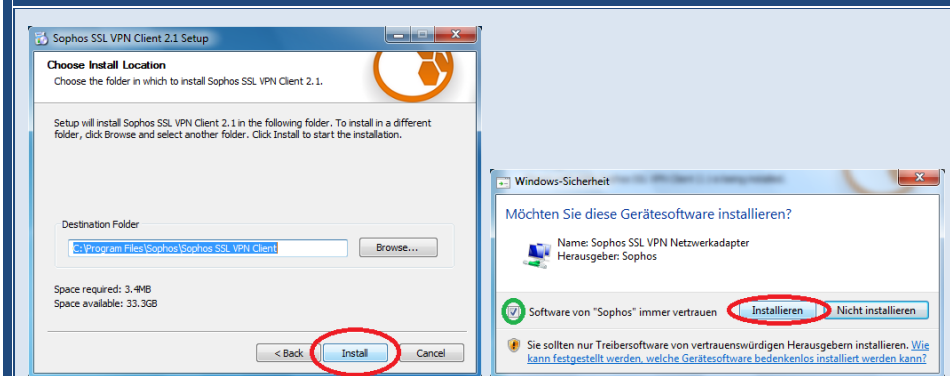 Sophos SSL VPN Client 2.1 Setup
Choose Install Location
Choose the folder in which to install Sophos SSL VPN Client 2.1.
Setup will install Sophos SSL VPN Client 2.1 in the following folder. To install in a different
folder, click Browse and select another folder. Click Install to start the installation.
Destination Folder
C:\Program Files\Sophos\Sophos SSL VPN Client
Browse...
Space required: 3.4MB
Space available: 33.3GB
< Back
Install
Cancel
Windows-Sicherheit
Möchten Sie diese Gerätesoftware installieren?
Name: Sophos SSL VPN Netzwerkadapter
Herausgeber: Sophos
Software von "Sophos" immer vertrauen
Installieren
Nicht installieren
Sie sollten nur Treibersoftware von vertrauenswürdigen Herausgebern installieren. Wie
kann festgestellt werden, welche Gerätesoftware bedenkenlos installiert werden kann?